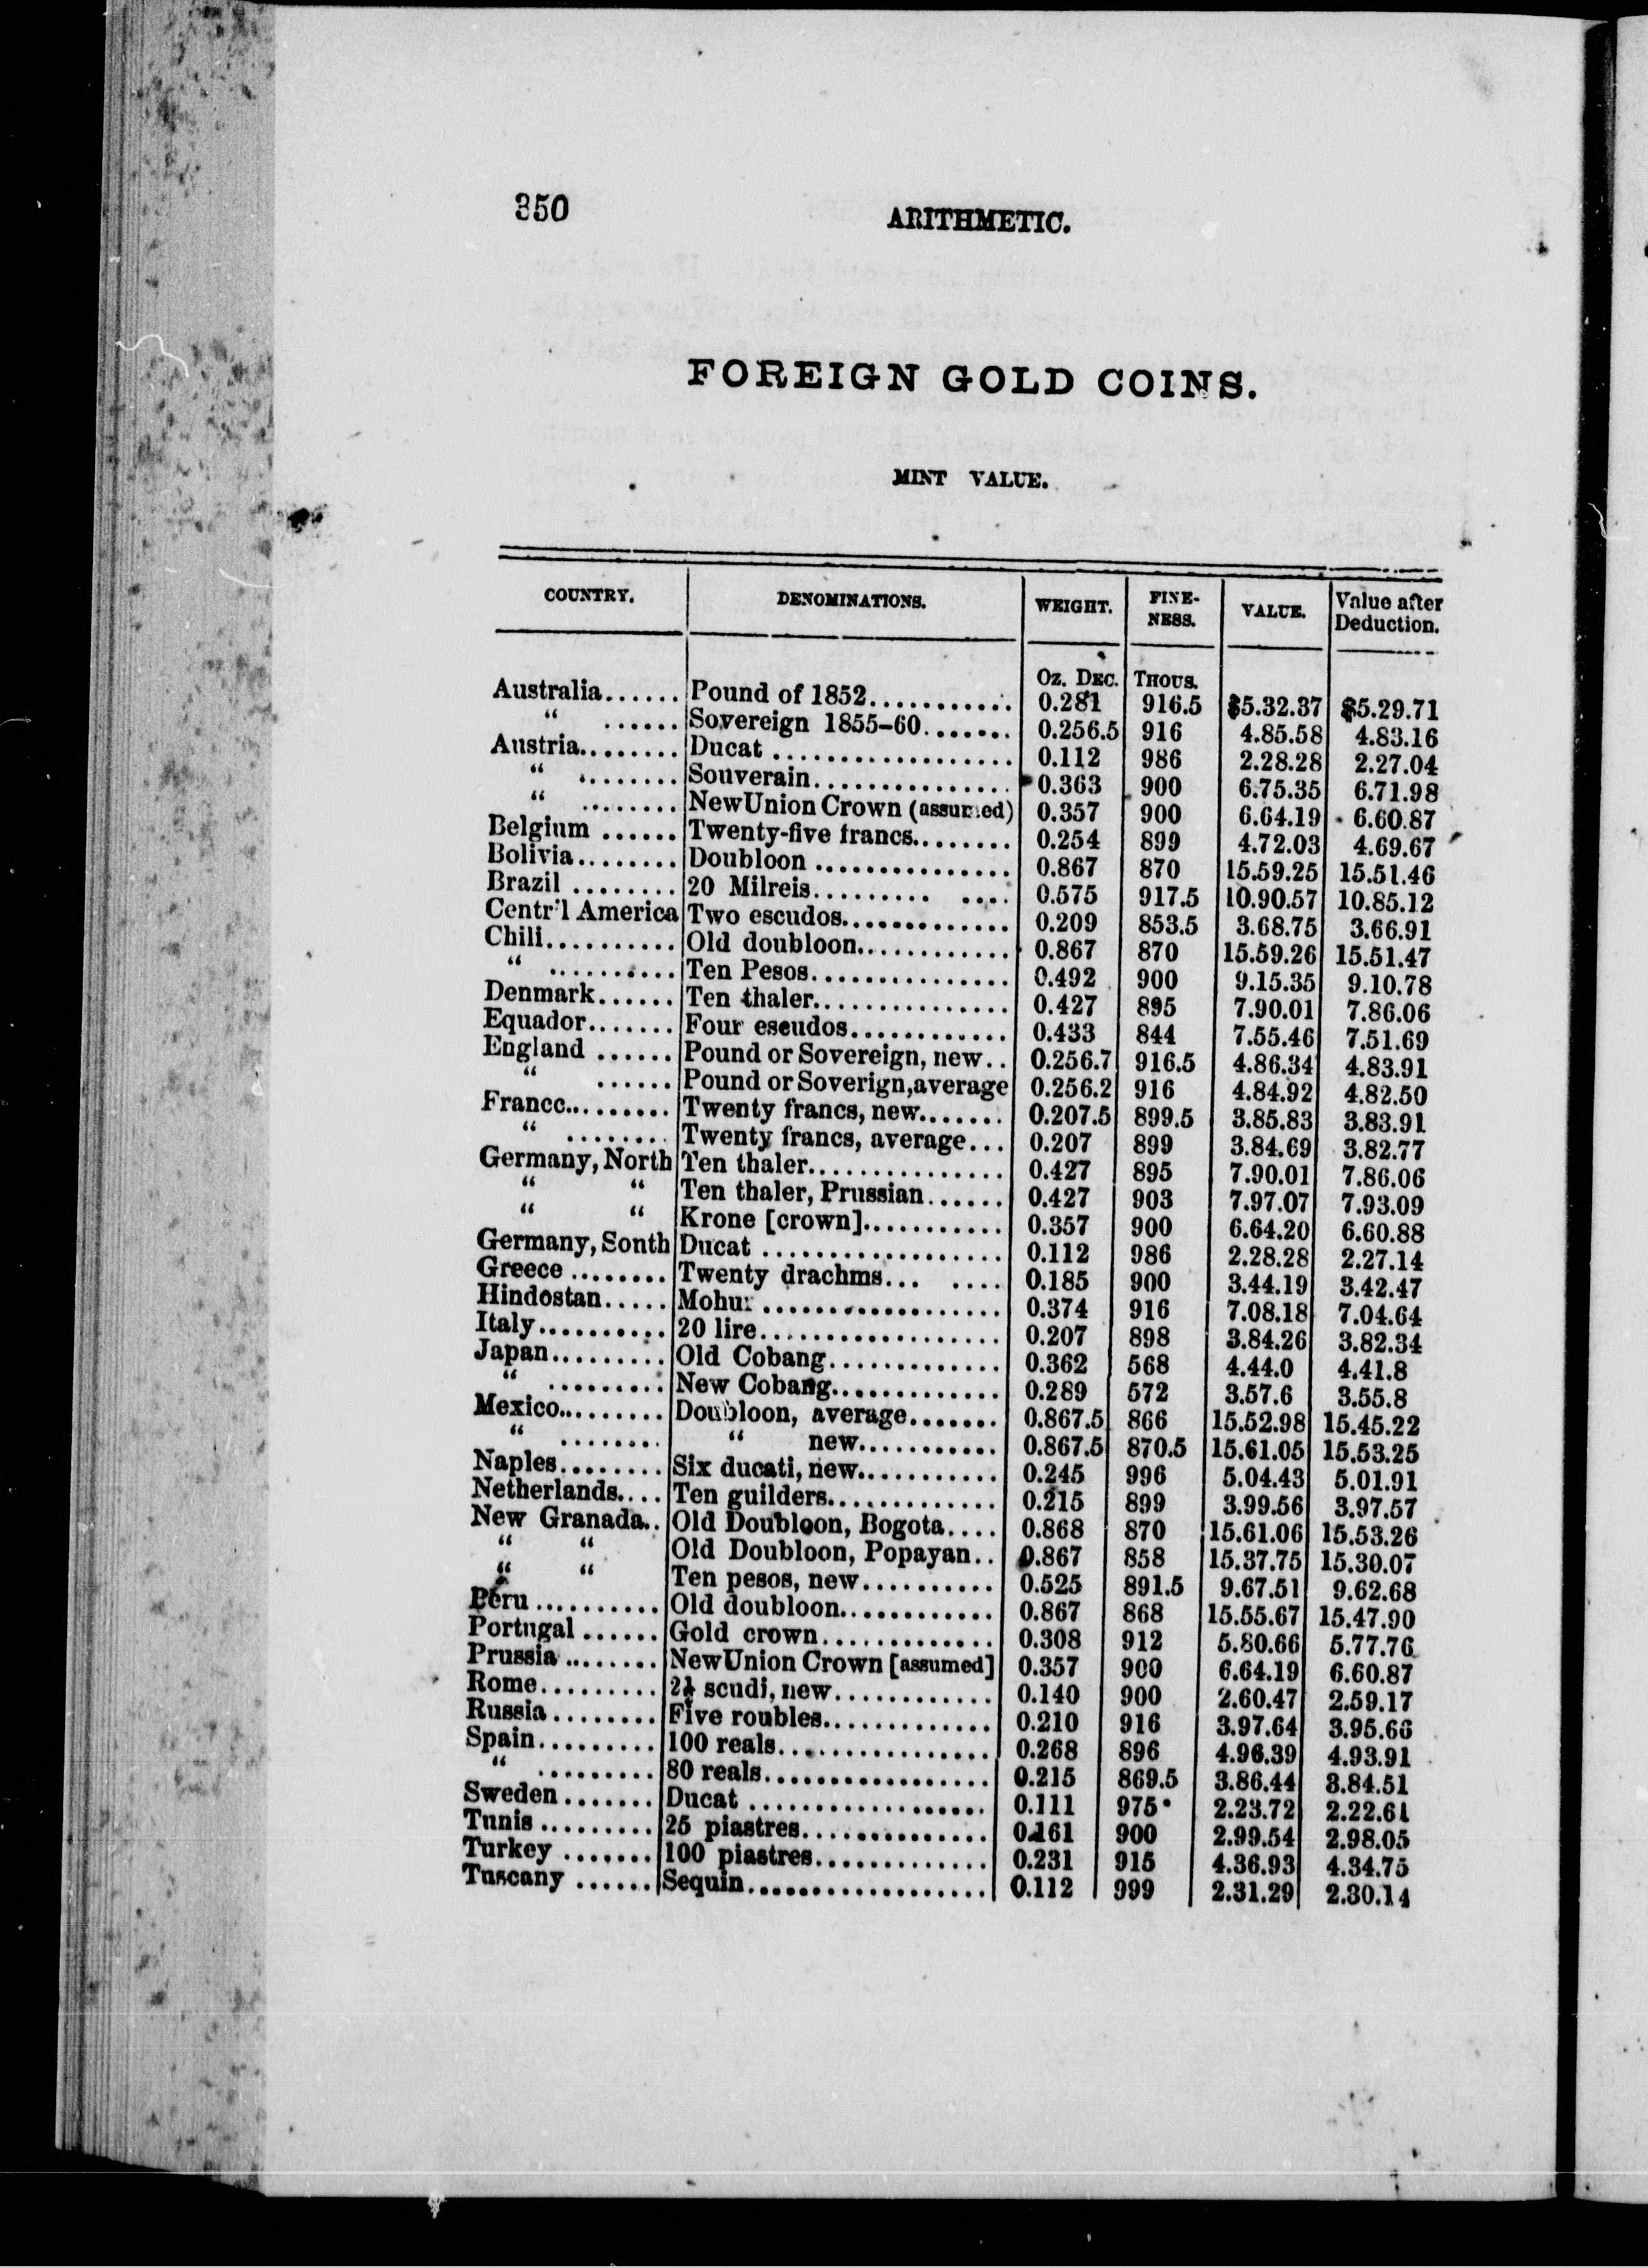 350 ARITHMETIC.
FOREIGN GOLD COINS.
MINT VALUE.
COUNTRY. DENOMINATIONS. WEIGHT. FINE-NESS. VALUE. Value after Deduction.
Oz. Dec. Thous.
Australia...... Pound of 1852............ 0.281 916.5 $5.32.37 $5.29.71
“ ...... Sovereign 1855-60....... 0.256.5 916 4.85.58 4.83.16
Austria........ Ducat .................. 0.112 986 2.28.28 2.27.04
“ ........ Souverain............... 0.363 900 6.75.35 6.71.98
“ ........ New Union Crown (assumed) 0.357 900 6.64.19 6.60.87
Belgium ...... Twenty-five francs........ 0.254 899 4.72.03 4.69.67
Bolivia........ Doubloon ............... 0.867 870 15.59.25 15.51.46
Brazil ........ 20 Milreis......... .... 0.575 917.5 10.90.57 10.85.12
Centr'l America Two escudos............. 0.209 853.5 3.68.75 3.66.91
Chili.......... Old doubloon............ 0.867 870 15.59.26 15.51.47
“ .......... Ten Pesos............... 0.492 900 9.15.35 9.10.78
Denmark...... Ten thaler............... 0.427 895 7.90.01 7.86.06
Equador....... Four eseudos............ 0.433 844 7.55.46 7.51.69
England ...... Pound or Sovereign, new.. 0.256.7 916.5 4.86.34 4.83.91
“ ...... Pound or Soverign,average 0.256.2 916 4.84.92 4.82.50
Francc......... Twenty francs, new....... 0.207.5 899.5 3.85.83 3.83.91
“ ........ Twenty francs, average... 0.207 899 3.84.69 3.82.77
Germany, North Ten thaler............... 0.427 895 7.90.01 7.86.06
“ “ Ten thaler, Prussian...... 0.427 903 7.97.07 7.93.09
“ “ Krone [crown]........... 0.357 900 6.64.20 6.60.88
Germany, Sonth Ducat .................. 0.112 986 2.28.28 2.27.14
Greece ........ Twenty drachms... .... 0.185 900 3.44.19 3.42.47
Hindostan..... Mohur .................. 0.374 916 7.08.18 7.04.64
Italy.......... 20 lire.................. 0.207 898 3.84.26 3.82.34
Japan......... Old Cobang............. 0.362 568 4.44.0 4.41.8
“ ......... New Cobang............. 0.289 572 3.57.6 3.55.8
Mexico......... Doubloon, average....... 0.867.5 866 15.52.98 15.45.22
“ ........ “ new........... 0.867.5 870.5 15.61.05 15.53.25
Naples........ Six ducati, new........... 0.245 996 5.04.43 5.01.91
Netherlands.... Ten guilders............. 0.215 899 3.99.56 3.97.57
New Granada.. Old Doubloon, Bogota.... 0.868 870 15.61.06 15.53.26
“ “ Old Doubloon, Popayan.. 0.867 858 15.37.75 15.30.07
“ “ Ten pesos, new.......... 0.525 891.5 9.67.51 9.62.68
Peru .......... Old doubloon............ 0.867 868 15.55.67 15.47.90
Portugal ...... Gold crown............. 0.308 912 5.80.66 5.77.76
Prussia ........ New Union Crown [assumed] 0.357 900 6.64.19 6.60.87
Rome......... 2½ scudi, new............ 0.140 900 2.60.47 2.59.17
Russia ........ Five roubles............. 0.210 916 3.97.64 3.95.66
Spain......... 100 reals................ 0.268 896 4.96.39 4.93.91
“ ......... 80 reals................. 0.215 869.5 3.86.44 3.84.51
Sweden ....... Ducat .................. 0.111 975 2.23.72 2.22.61
Tunis ......... 25 piastres.............. 0.161 900 2.99.54 2.98.05
Turkey ....... 100 piastres............. 0.231 915 4.36.93 4.34.75
Tuscany ...... Sequin.................. 0.112 999 2.31.29 2.30.14